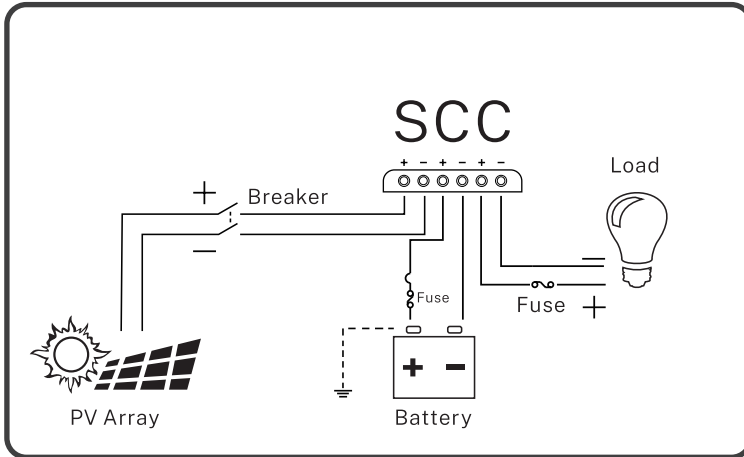 SCC
+ − + − + −
Load
+ Breaker
−
−
Fuse
Fuse +
+ −
PV Array
Battery